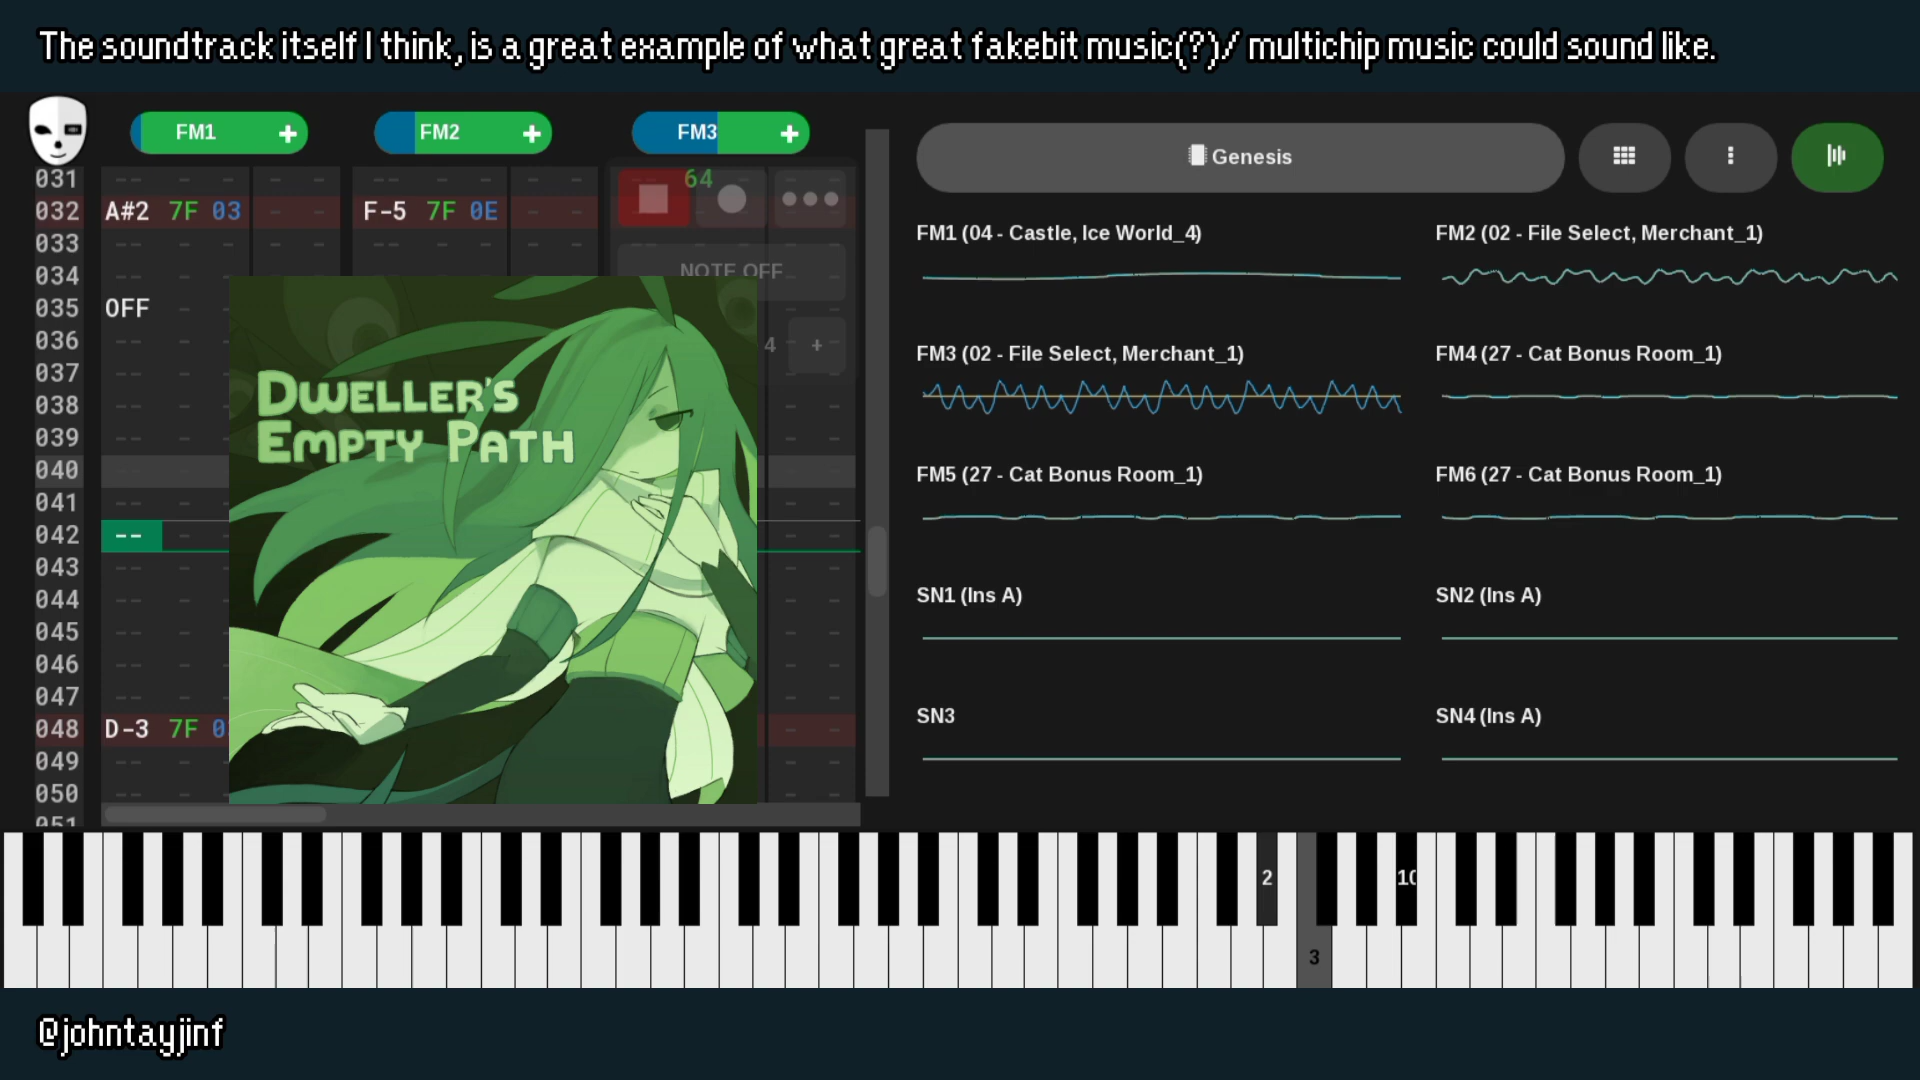 The soundtrack itself I think, is a great example of what great fakebit music(?)/ multichip music could sound like.
FM1 +
FM2 +
FM3 +
Genesis
031
64
032 A#2 7F 03 F-5 7F 0E
033
034 NOTE OFF
035 OFF
036 4 +
037
038
039
040
041
042 --
043
044
045
046
047
048 D-3 7F 0
049
050
051
DWELLER'S
EMPTY PATH
FM1 (04 - Castle, Ice World_4)
FM2 (02 - File Select, Merchant_1)
FM3 (02 - File Select, Merchant_1)
FM4 (27 - Cat Bonus Room_1)
FM5 (27 - Cat Bonus Room_1)
FM6 (27 - Cat Bonus Room_1)
SN1 (Ins A)
SN2 (Ins A)
SN3
SN4 (Ins A)
2
10
3
@johntayjinf